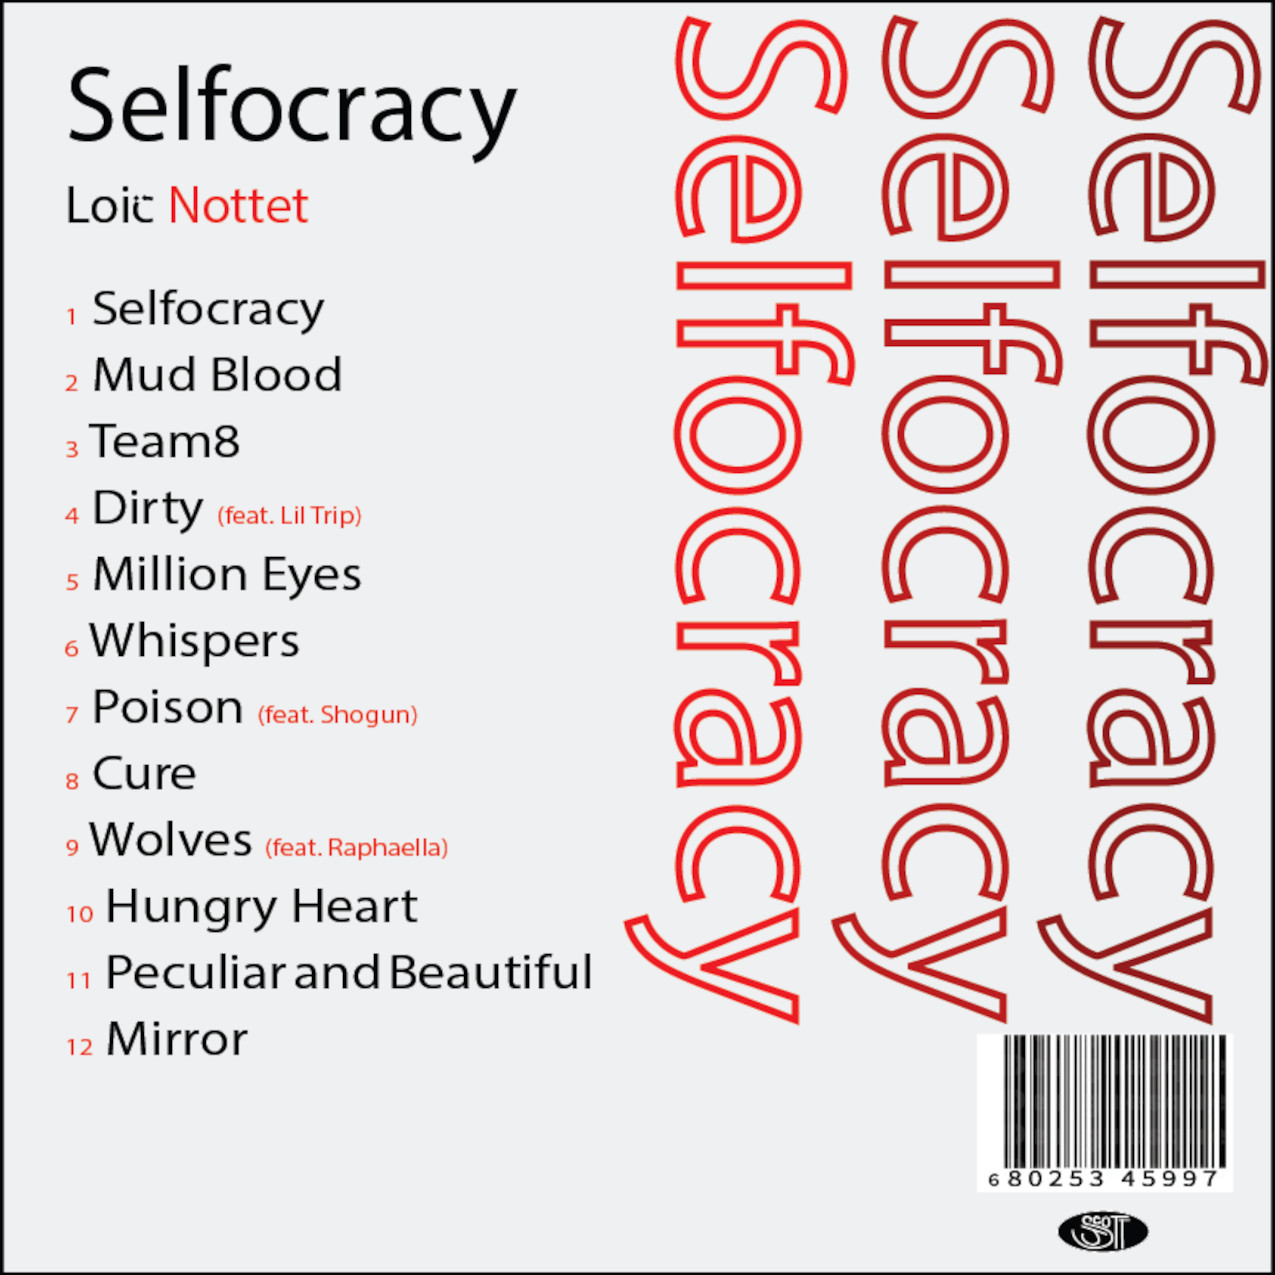 Selfocracy
Loïc Nottet
1 Selfocracy
2 Mud Blood
3 Team8
4 Dirty (feat. Lil Trip)
5 Million Eyes
6 Whispers
7 Poison (feat. Shogun)
8 Cure
9 Wolves (feat. Raphaella)
10 Hungry Heart
11 Peculiar and Beautiful
12 Mirror
Selfocracy
Selfocracy
Selfocracy
6 80253 45997
SCOTT